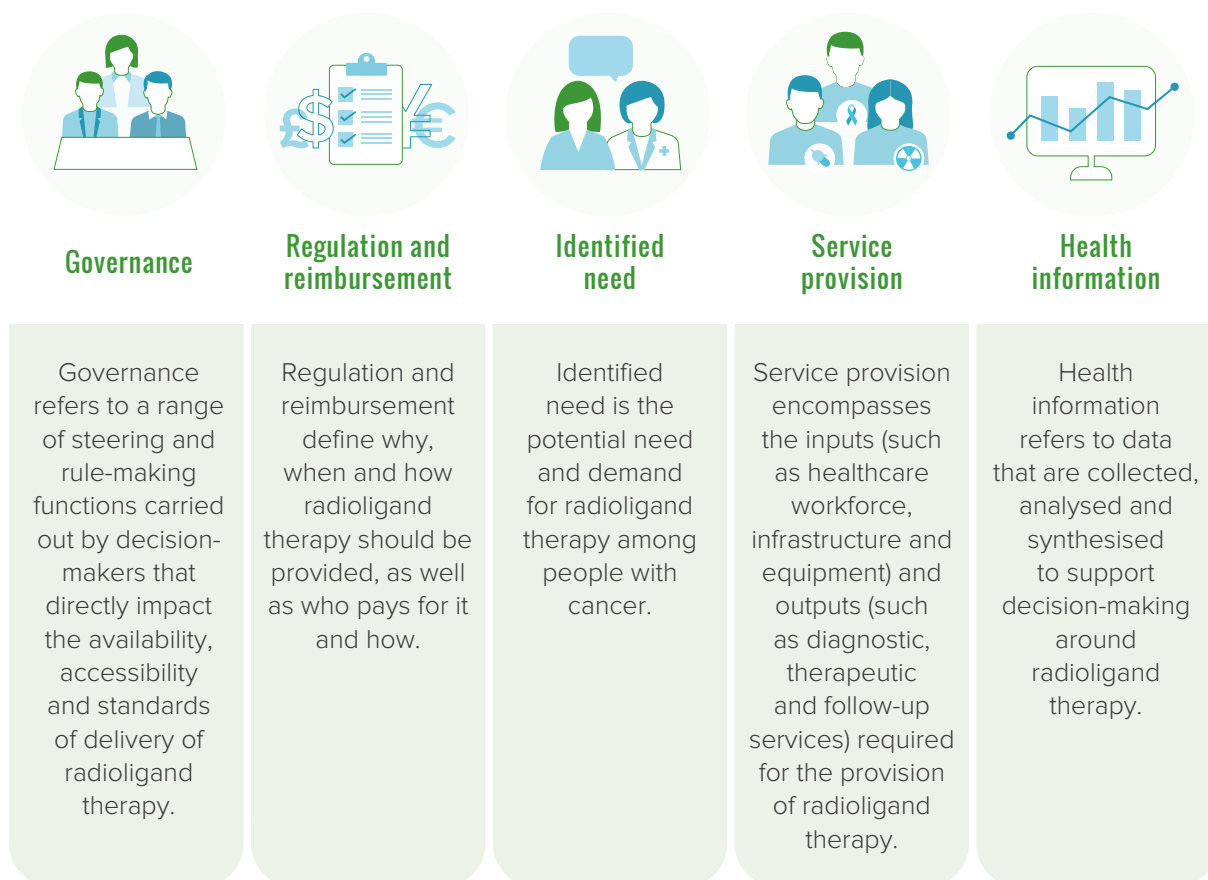 Governance
Regulation and
reimbursement
Identified
need
Service
provision
Health
information
Governance
refers to a range
of steering and
rule-making
functions carried
out by decision-
makers that
directly impact
the availability,
accessibility
and standards
of delivery of
radioligand
therapy.
Regulation and
reimbursement
define why,
when and how
radioligand
therapy should be
provided, as well
as who pays for it
and how.
Identified
need is the
potential need
and demand
for radioligand
therapy among
people with
cancer.
Service provision
encompasses
the inputs (such
as healthcare
workforce,
infrastructure and
equipment) and
outputs (such
as diagnostic,
therapeutic
and follow-up
services) required
for the provision
of radioligand
therapy.
Health
information
refers to data
that are collected,
analysed and
synthesised
to support
decision-making
around
radioligand
therapy.